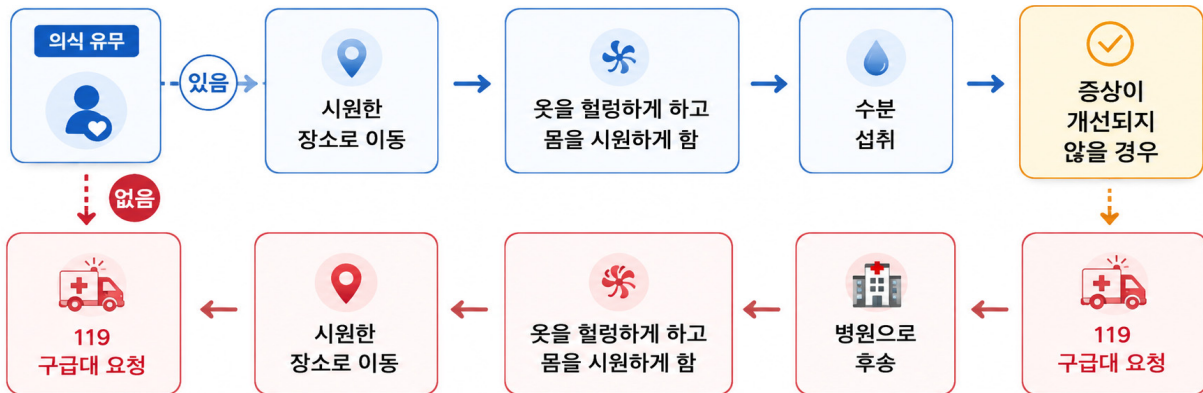 의식 유무
있음
시원한
장소로 이동
옷을 헐렁하게 하고
몸을 시원하게 함
수분
섭취
증상이
개선되지
않을 경우
없음
119
구급대 요청
시원한
장소로 이동
옷을 헐렁하게 하고
몸을 시원하게 함
병원으로
후송
119
구급대 요청